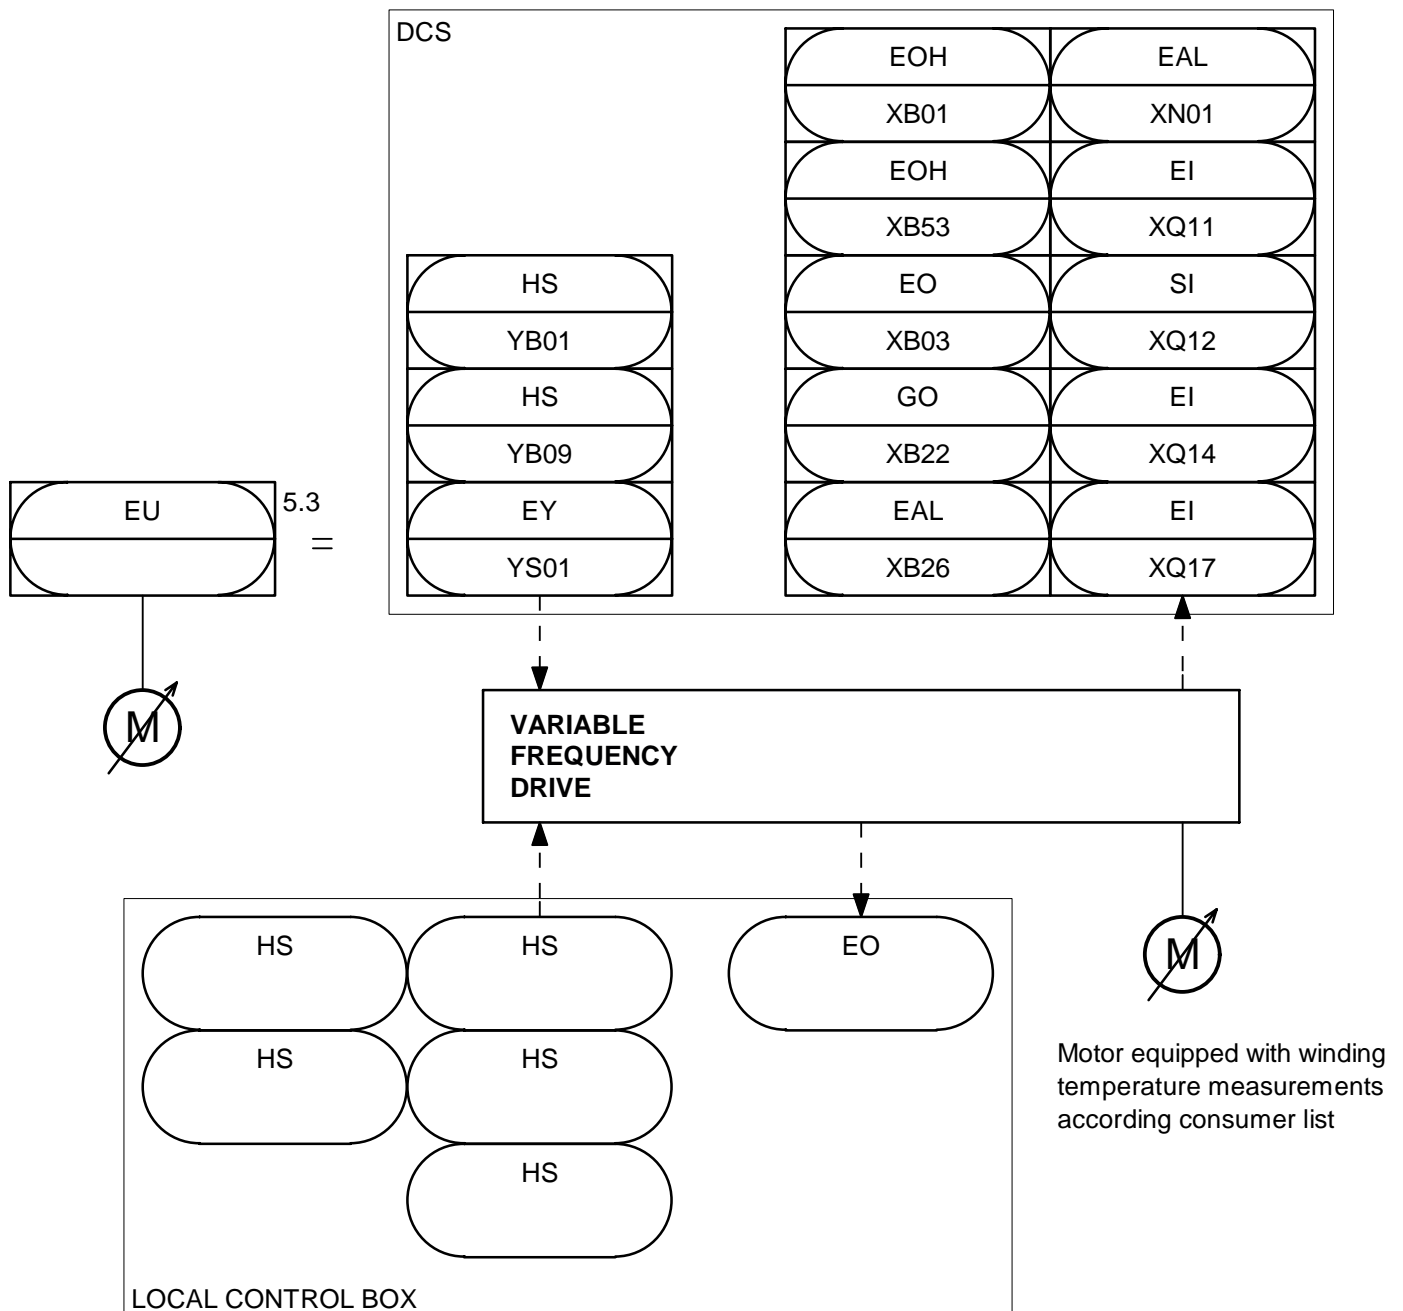 DCS
EOH EAL
XB01 XN01
EOH EI
XB53 XQ11
HS EO SI
YB01 XB03 XQ12
HS GO EI
YB09 XB22 XQ14
EU 5.3 EY EAL EI
= YS01 XB26 XQ17
M
VARIABLE
FREQUENCY
DRIVE
HS HS EO
M
HS HS
Motor equipped with winding
temperature measurements
according consumer list
HS
LOCAL CONTROL BOX